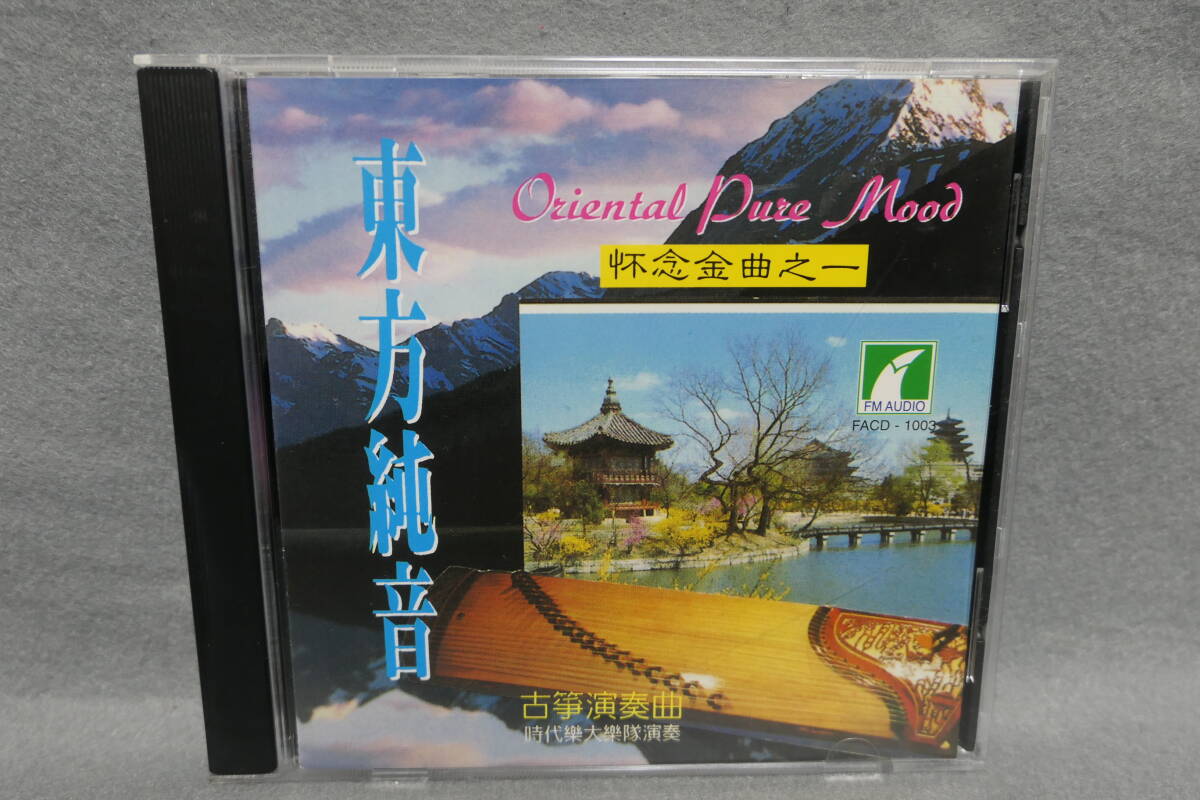 東方純音
Oriental Pure Mood
怀念金曲之一
FM AUDIO
FACD - 1003
古箏演奏曲
時代樂大樂隊演奏